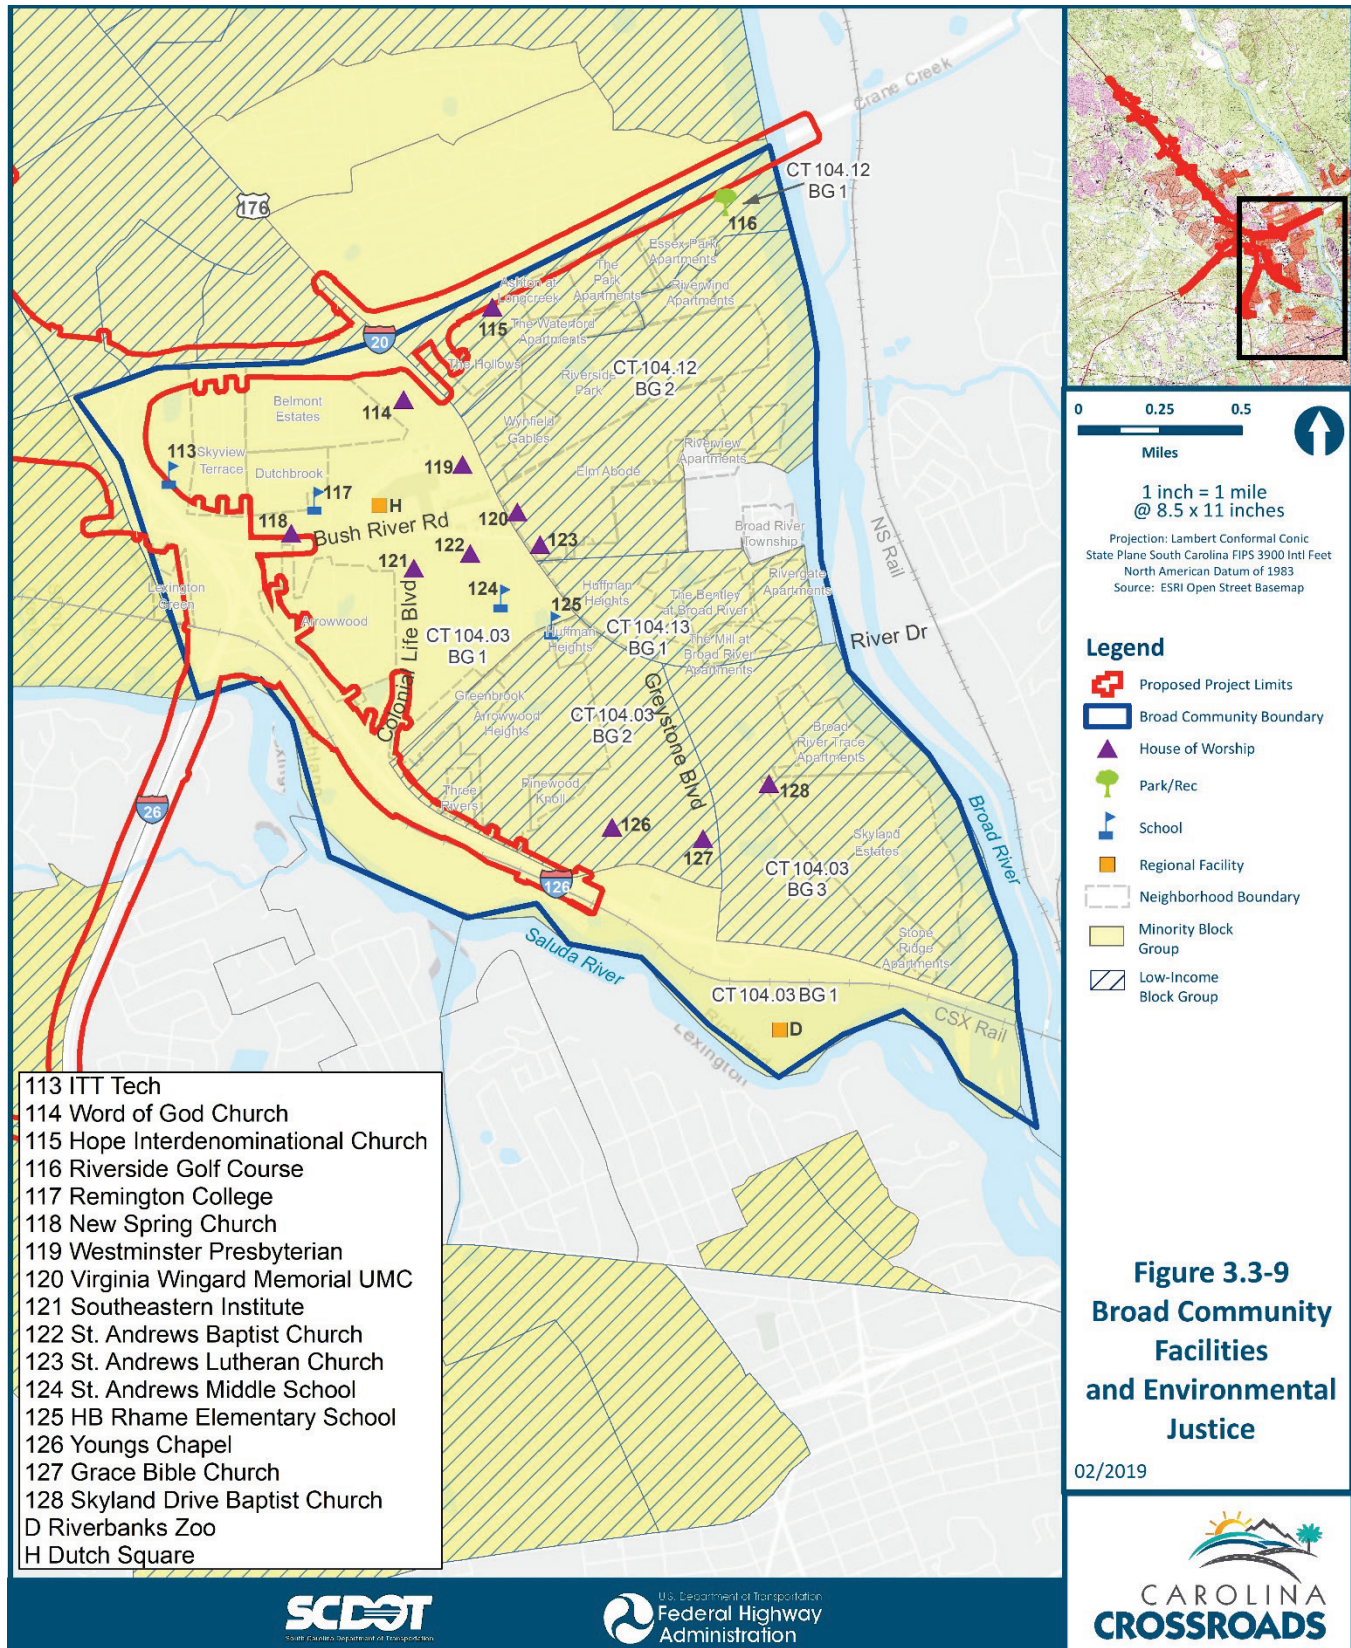 Crane Creek
CT 104.12
BG 1
176
116
Essex Park
Apartments
The
Park
Apartments
Riverwind
Apartments
Ashton at
Longcreek
115
The Waterford
Apartments
20
The Hollows
Riverside
Park
CT 104.12
BG 2
Belmont
Estates
114
Wynfield
Gables
113
Skyview
Terrace
Dutchbrook
119
Elm Abode
Riverview
Apartments
117
H
120
118
Bush River Rd
Broad River
Township
NS Rail
122
123
121
124
Huffman
Heights
Rivergate
Apartments
Lexington
Green
125
The Bentley
at Broad River
Arrowwood
Huffman
Heights
CT 104.13
BG 1
River Dr
CT 104.03
BG 1
The Mill at
Broad River
Apartments
Colonial Life Blvd
Greystone Blvd
Greenbrook
Arrowwood
Heights
CT 104.03
BG 2
Broad
River Trace
Apartments
Richland
26
Three
Rivers
Pinewood
Knoll
128
Broad River
126
127
Skyland
Estates
CT 104.03
BG 3
126
Saluda River
Stone
Ridge
Apartments
CT 104.03 BG 1
CSX Rail
D
Richland
Lexington
113 ITT Tech
114 Word of God Church
115 Hope Interdenominational Church
116 Riverside Golf Course
117 Remington College
118 New Spring Church
119 Westminster Presbyterian
120 Virginia Wingard Memorial UMC
121 Southeastern Institute
122 St. Andrews Baptist Church
123 St. Andrews Lutheran Church
124 St. Andrews Middle School
125 HB Rhame Elementary School
126 Youngs Chapel
127 Grace Bible Church
128 Skyland Drive Baptist Church
D Riverbanks Zoo
H Dutch Square
0 0.25 0.5
Miles
1 inch = 1 mile
@ 8.5 x 11 inches
Projection: Lambert Conformal Conic
State Plane South Carolina FIPS 3900 Intl Feet
North American Datum of 1983
Source: ESRI Open Street Basemap
Legend
Proposed Project Limits
Broad Community Boundary
House of Worship
Park/Rec
School
Regional Facility
Neighborhood Boundary
Minority Block
Group
Low-Income
Block Group
Figure 3.3-9
Broad Community
Facilities
and Environmental
Justice
02/2019
CAROLINA
CROSSROADS
SCDOT
South Carolina Department of Transportation
U.S. Department of Transportation
Federal Highway
Administration